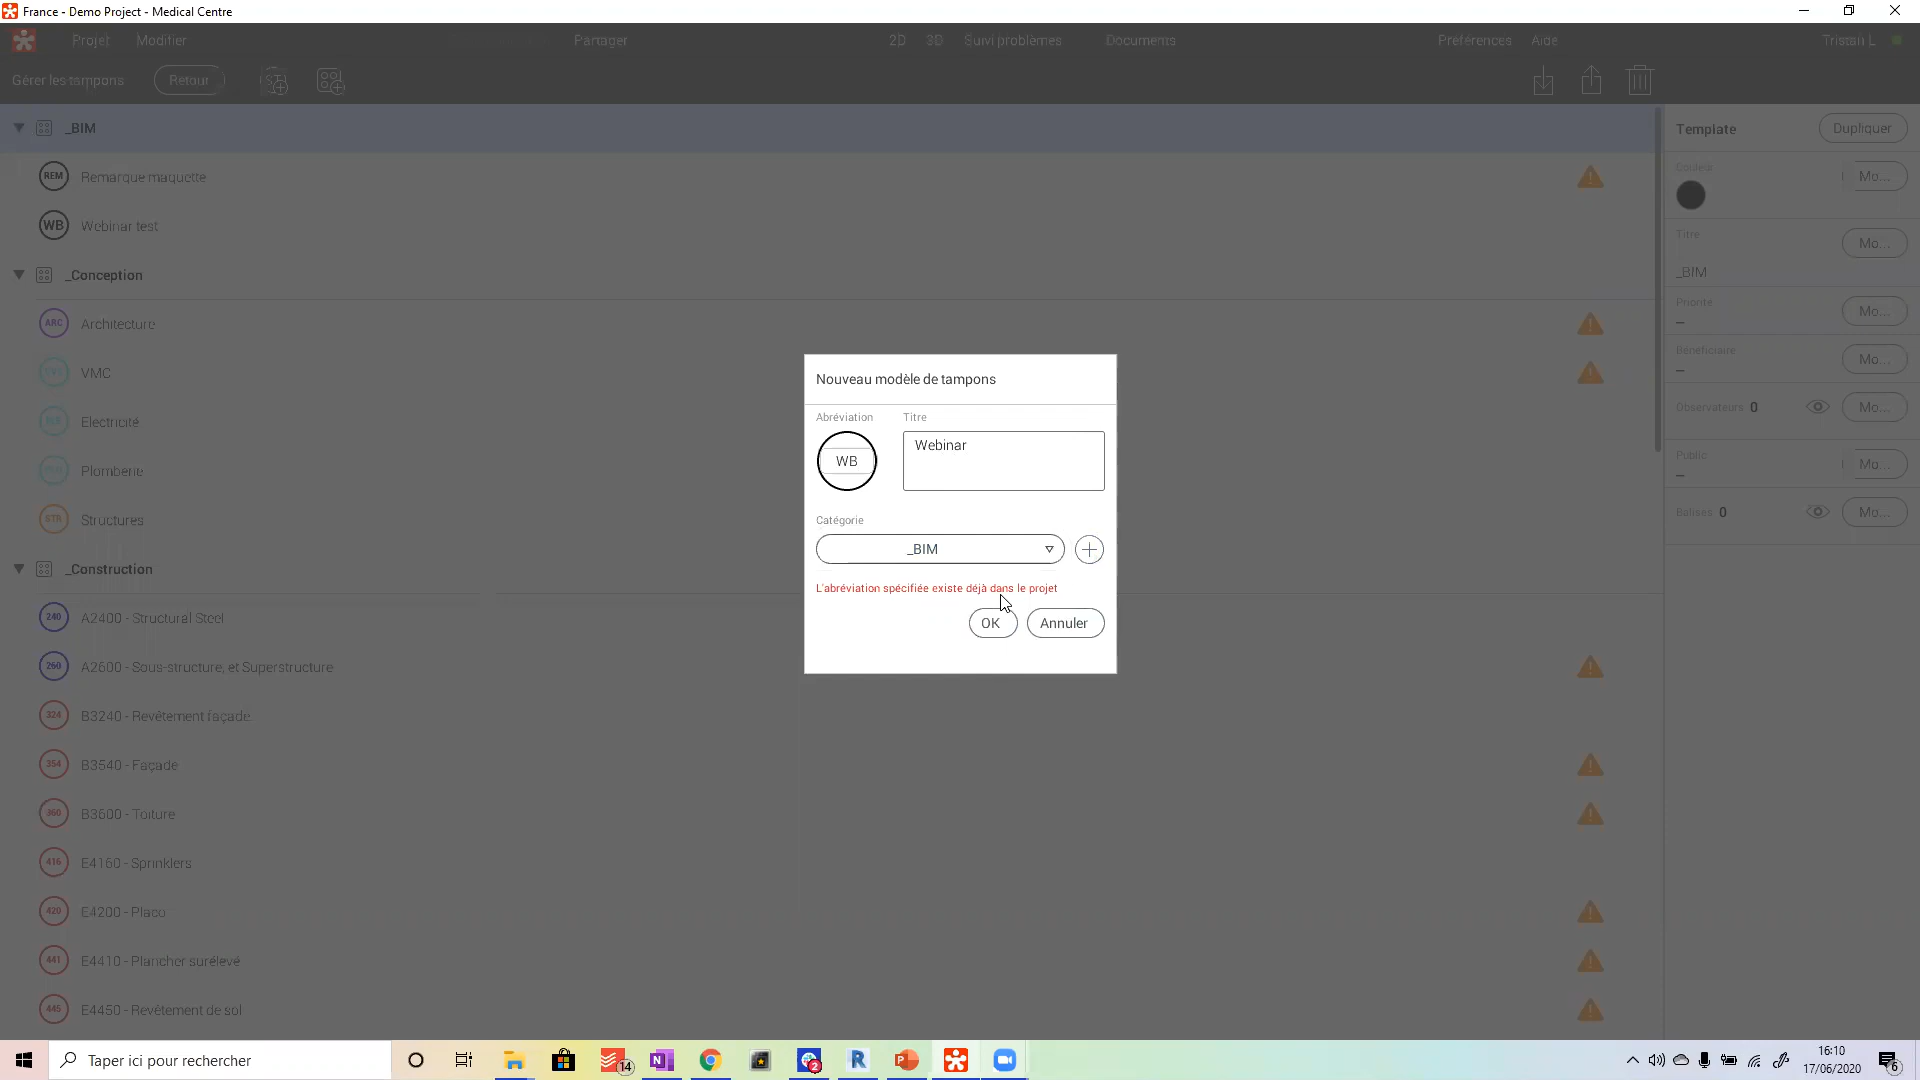 France - Demo Project - Medical Centre
Projet Modifier Partager 2D 3D Suivi problèmes Documents Préférences Aide Tristan L
Gérer les tampons Retour
_BIM
REM Remarque maquette
WB Webinar test
_Conception
ARC Architecture
VMC
Electricité
Plomberie
STR Structures
_Construction
240 A2400 - Structural Steel
260 A2600 - Sous-structure, et Superstructure
324 B3240 - Revêtement façade
354 B3540 - Façade
360 B3600 - Toiture
416 E4160 - Sprinklers
420 E4200 - Placo
441 E4410 - Plancher surélevé
445 E4450 - Revêtement de sol
Nouveau modèle de tampons
Abréviation Titre
WB Webinar
Catégorie
_BIM
L'abréviation spécifiée existe déjà dans le projet
OK Annuler
Template Dupliquer
Couleur Mo...
Titre Mo...
_BIM
Priorité Mo...
–
Bénéficiaire Mo...
–
Observateurs 0 Mo...
Public Mo...
–
Balises 0 Mo...
Taper ici pour rechercher
14
2
16:10
17/06/2020
6